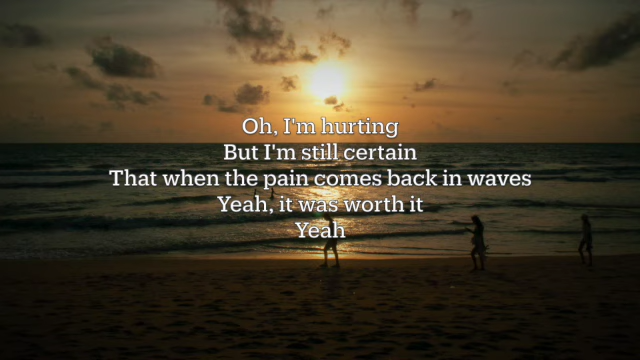 Oh, I'm hurting
But I'm still certain
That when the pain comes back in waves
Yeah, it was worth it
Yeah